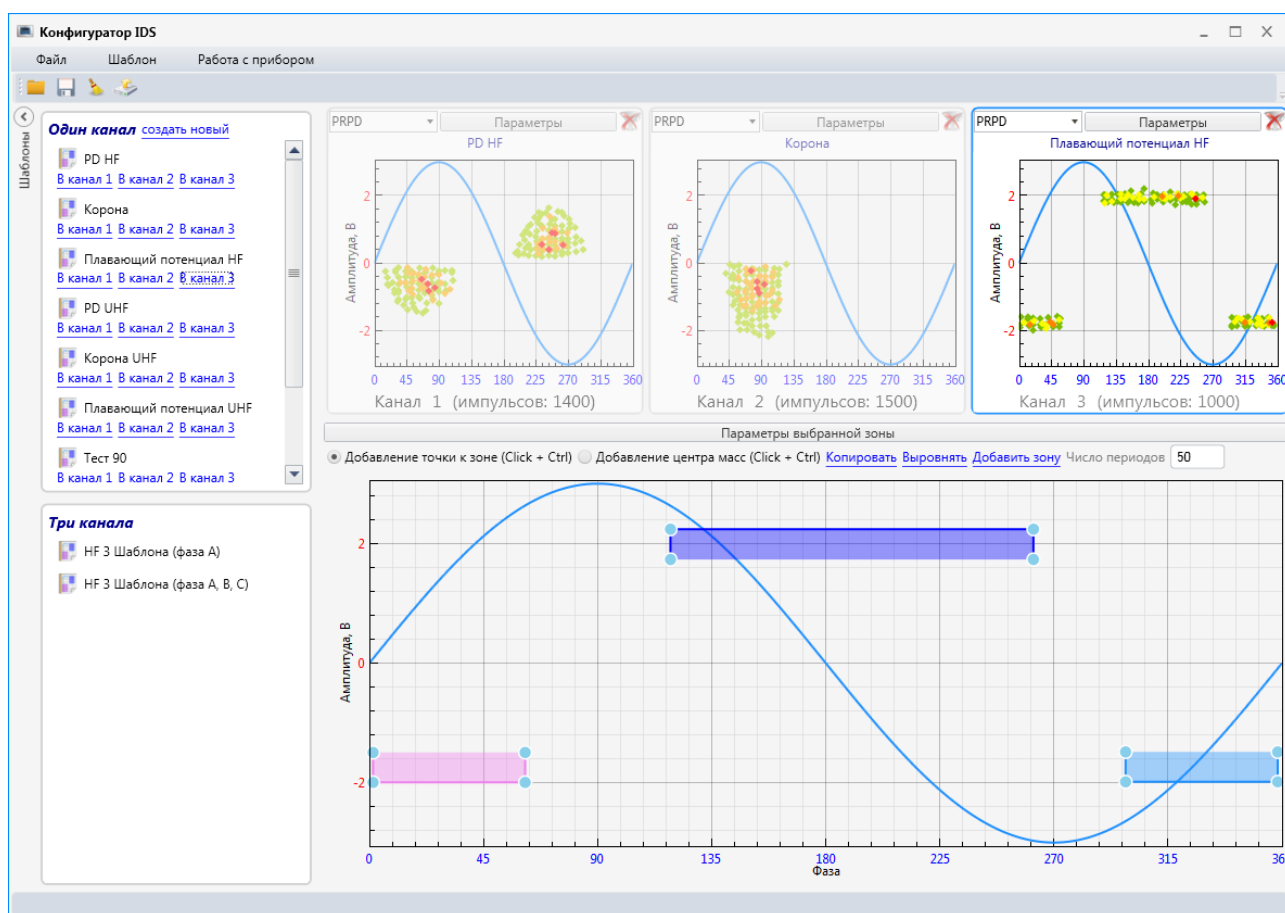 Конфигуратор IDS
Файл Шаблон Работа с прибором
Шаблоны
Один канал создать новый
PD HF
В канал 1 В канал 2 В канал 3
Корона
В канал 1 В канал 2 В канал 3
Плавающий потенциал HF
В канал 1 В канал 2 В канал 3
PD UHF
В канал 1 В канал 2 В канал 3
Корона UHF
В канал 1 В канал 2 В канал 3
Плавающий потенциал UHF
В канал 1 В канал 2 В канал 3
Тест 90
В канал 1 В канал 2 В канал 3
Три канала
HF 3 Шаблона (фаза A)
HF 3 Шаблона (фаза A, B, C)
PRPD Параметры
PD HF
Амплитуда, В
2
0
-2
0 45 90 135 180 225 270 315 360
Канал 1 (импульсов: 1400)
PRPD Параметры
Корона
Амплитуда, В
2
0
-2
0 45 90 135 180 225 270 315 360
Канал 2 (импульсов: 1500)
PRPD Параметры
Плавающий потенциал HF
Амплитуда, В
2
0
-2
0 45 90 135 180 225 270 315 360
Канал 3 (импульсов: 1000)
Параметры выбранной зоны
Добавление точки к зоне (Click + Ctrl) Добавление центра масс (Click + Ctrl) Копировать Выровнять Добавить зону Число периодов 50
Амплитуда, В
2
0
-2
0 45 90 135 180 225 270 315 36
Фаза